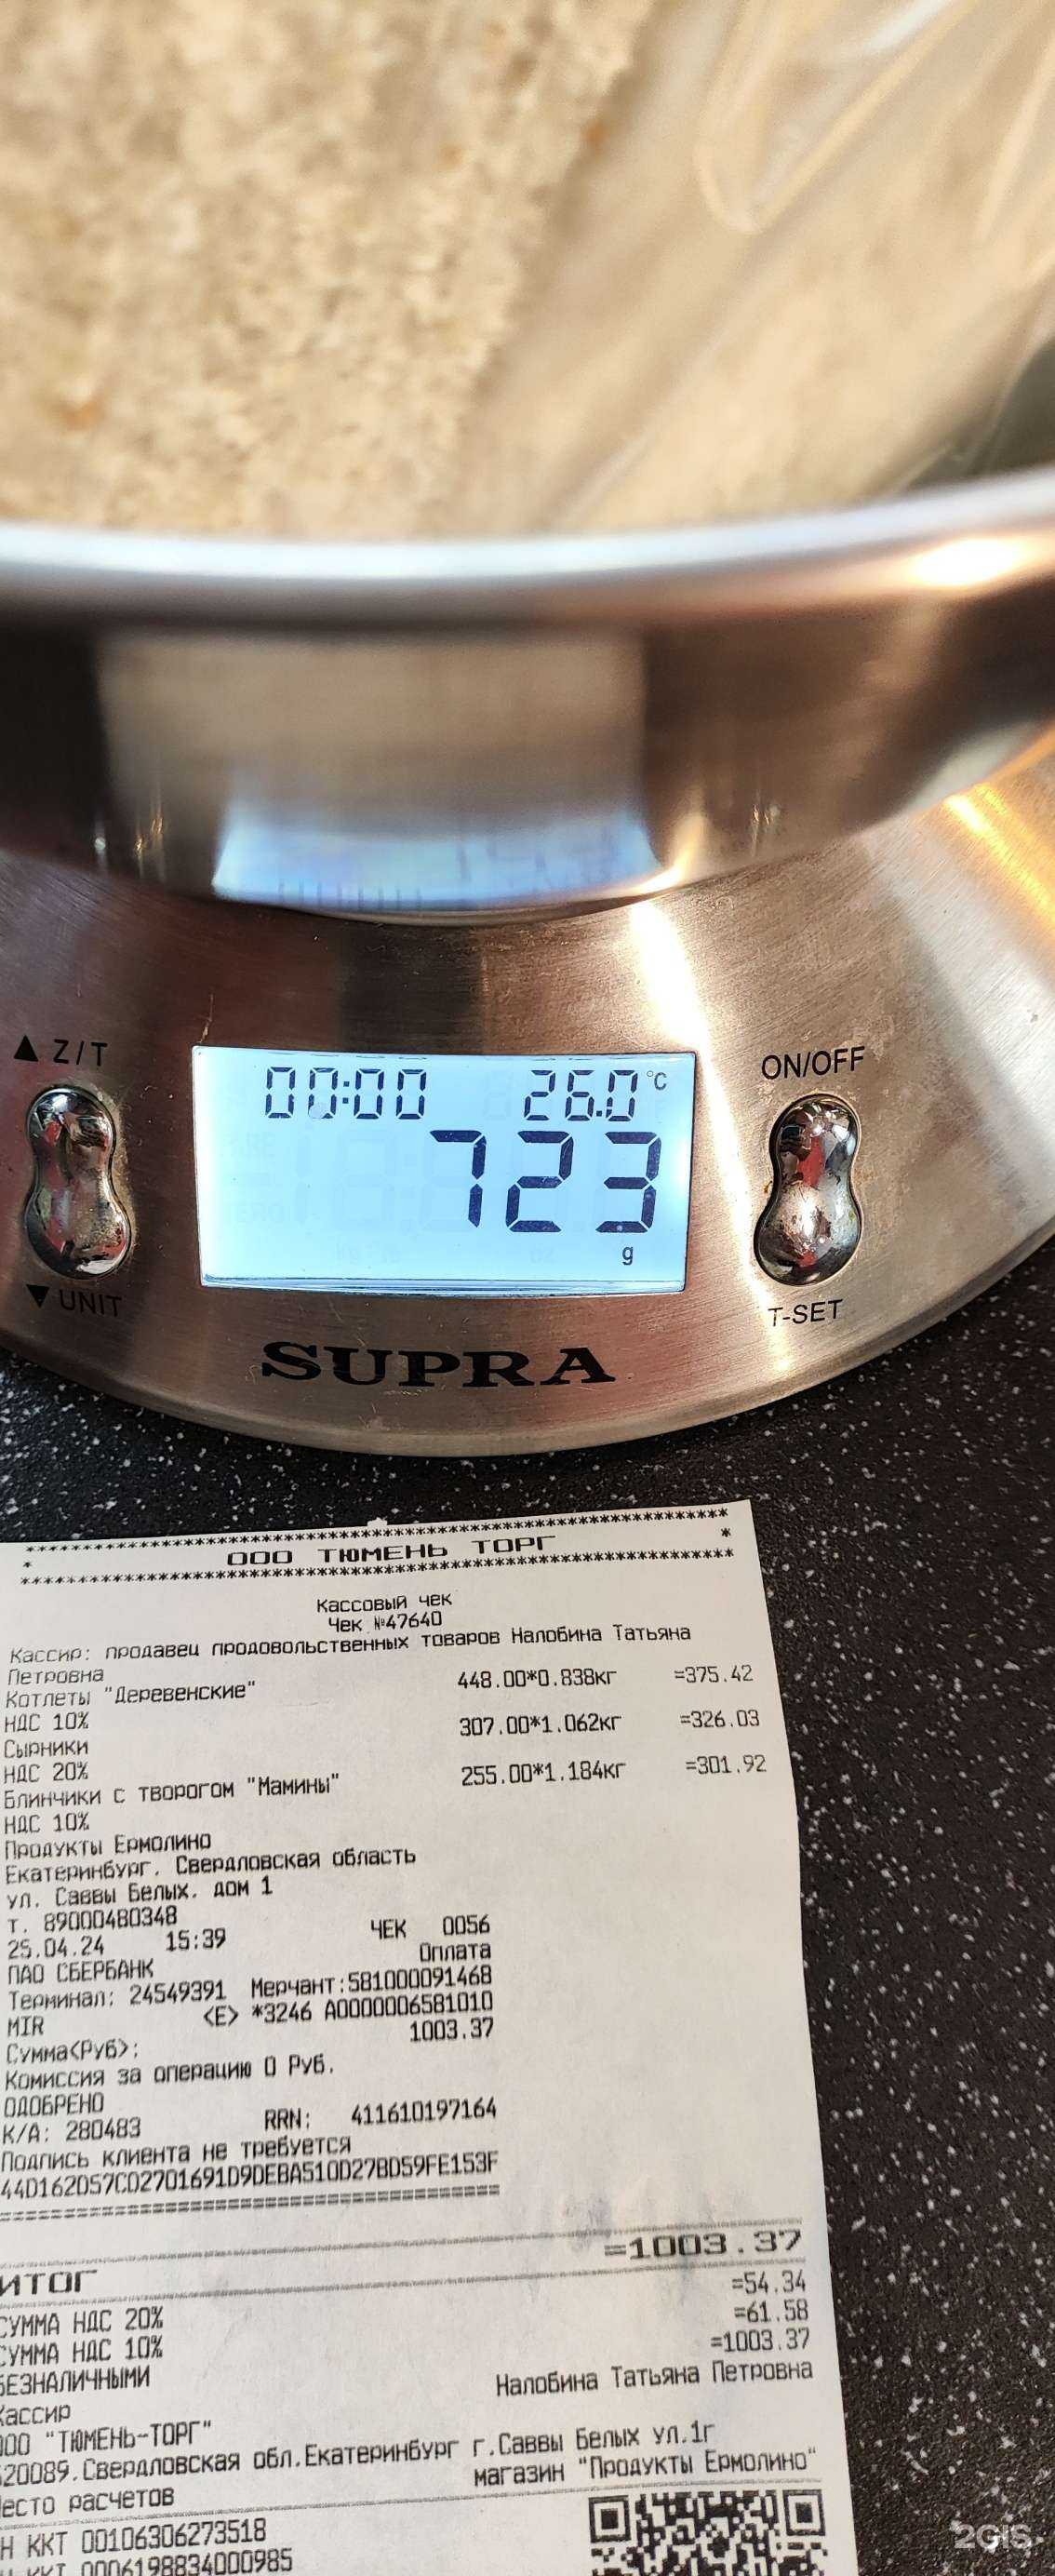 ▲ Z/T
ON/OFF
00:00 26.0 °C
723
g
▼ UNIT
T-SET
SUPRA
************************************************
* ООО ТЮМЕНЬ ТОРГ *
************************************************
Кассовый чек
Чек №47640
Кассир: продавец продовольственных товаров Налобина Татьяна
Петровна
Котлеты "Деревенские" 448.00*0.838кг =375.42
НДС 10%
Сырники 307.00*1.062кг =326.03
НДС 20%
Блинчики с творогом "Мамины" 255.00*1.184кг =301.92
НДС 10%
Продукты Ермолино
Екатеринбург, Свердловская область
ул. Саввы Белых, дом 1
т. 89000480348
25.04.24 15:39 ЧЕК 0056
ПАО СБЕРБАНК Оплата
Терминал: 24549391 Мерчант:581000091468
MIR <E> *3246 A0000006581010
Сумма<Руб>: 1003.37
Комиссия за операцию 0 Руб.
ОДОБРЕНО
К/А: 280483 RRN: 411610197164
Подпись клиента не требуется
44D162D57CD2701691D9DEBA510D27BD59FE153F
==========================================
ИТОГ =1003.37
СУММА НДС 20% =54.34
СУММА НДС 10% =61.58
БЕЗНАЛИЧНЫМИ =1003.37
Кассир Налобина Татьяна Петровна
ООО "ТЮМЕНЬ-ТОРГ"
620089,Свердловская обл.Екатеринбург г.Саввы Белых ул.1г
Место расчетов магазин "Продукты Ермолино"
Н ККТ 00106306273518
Н ККТ 0006198834000985
2GIS